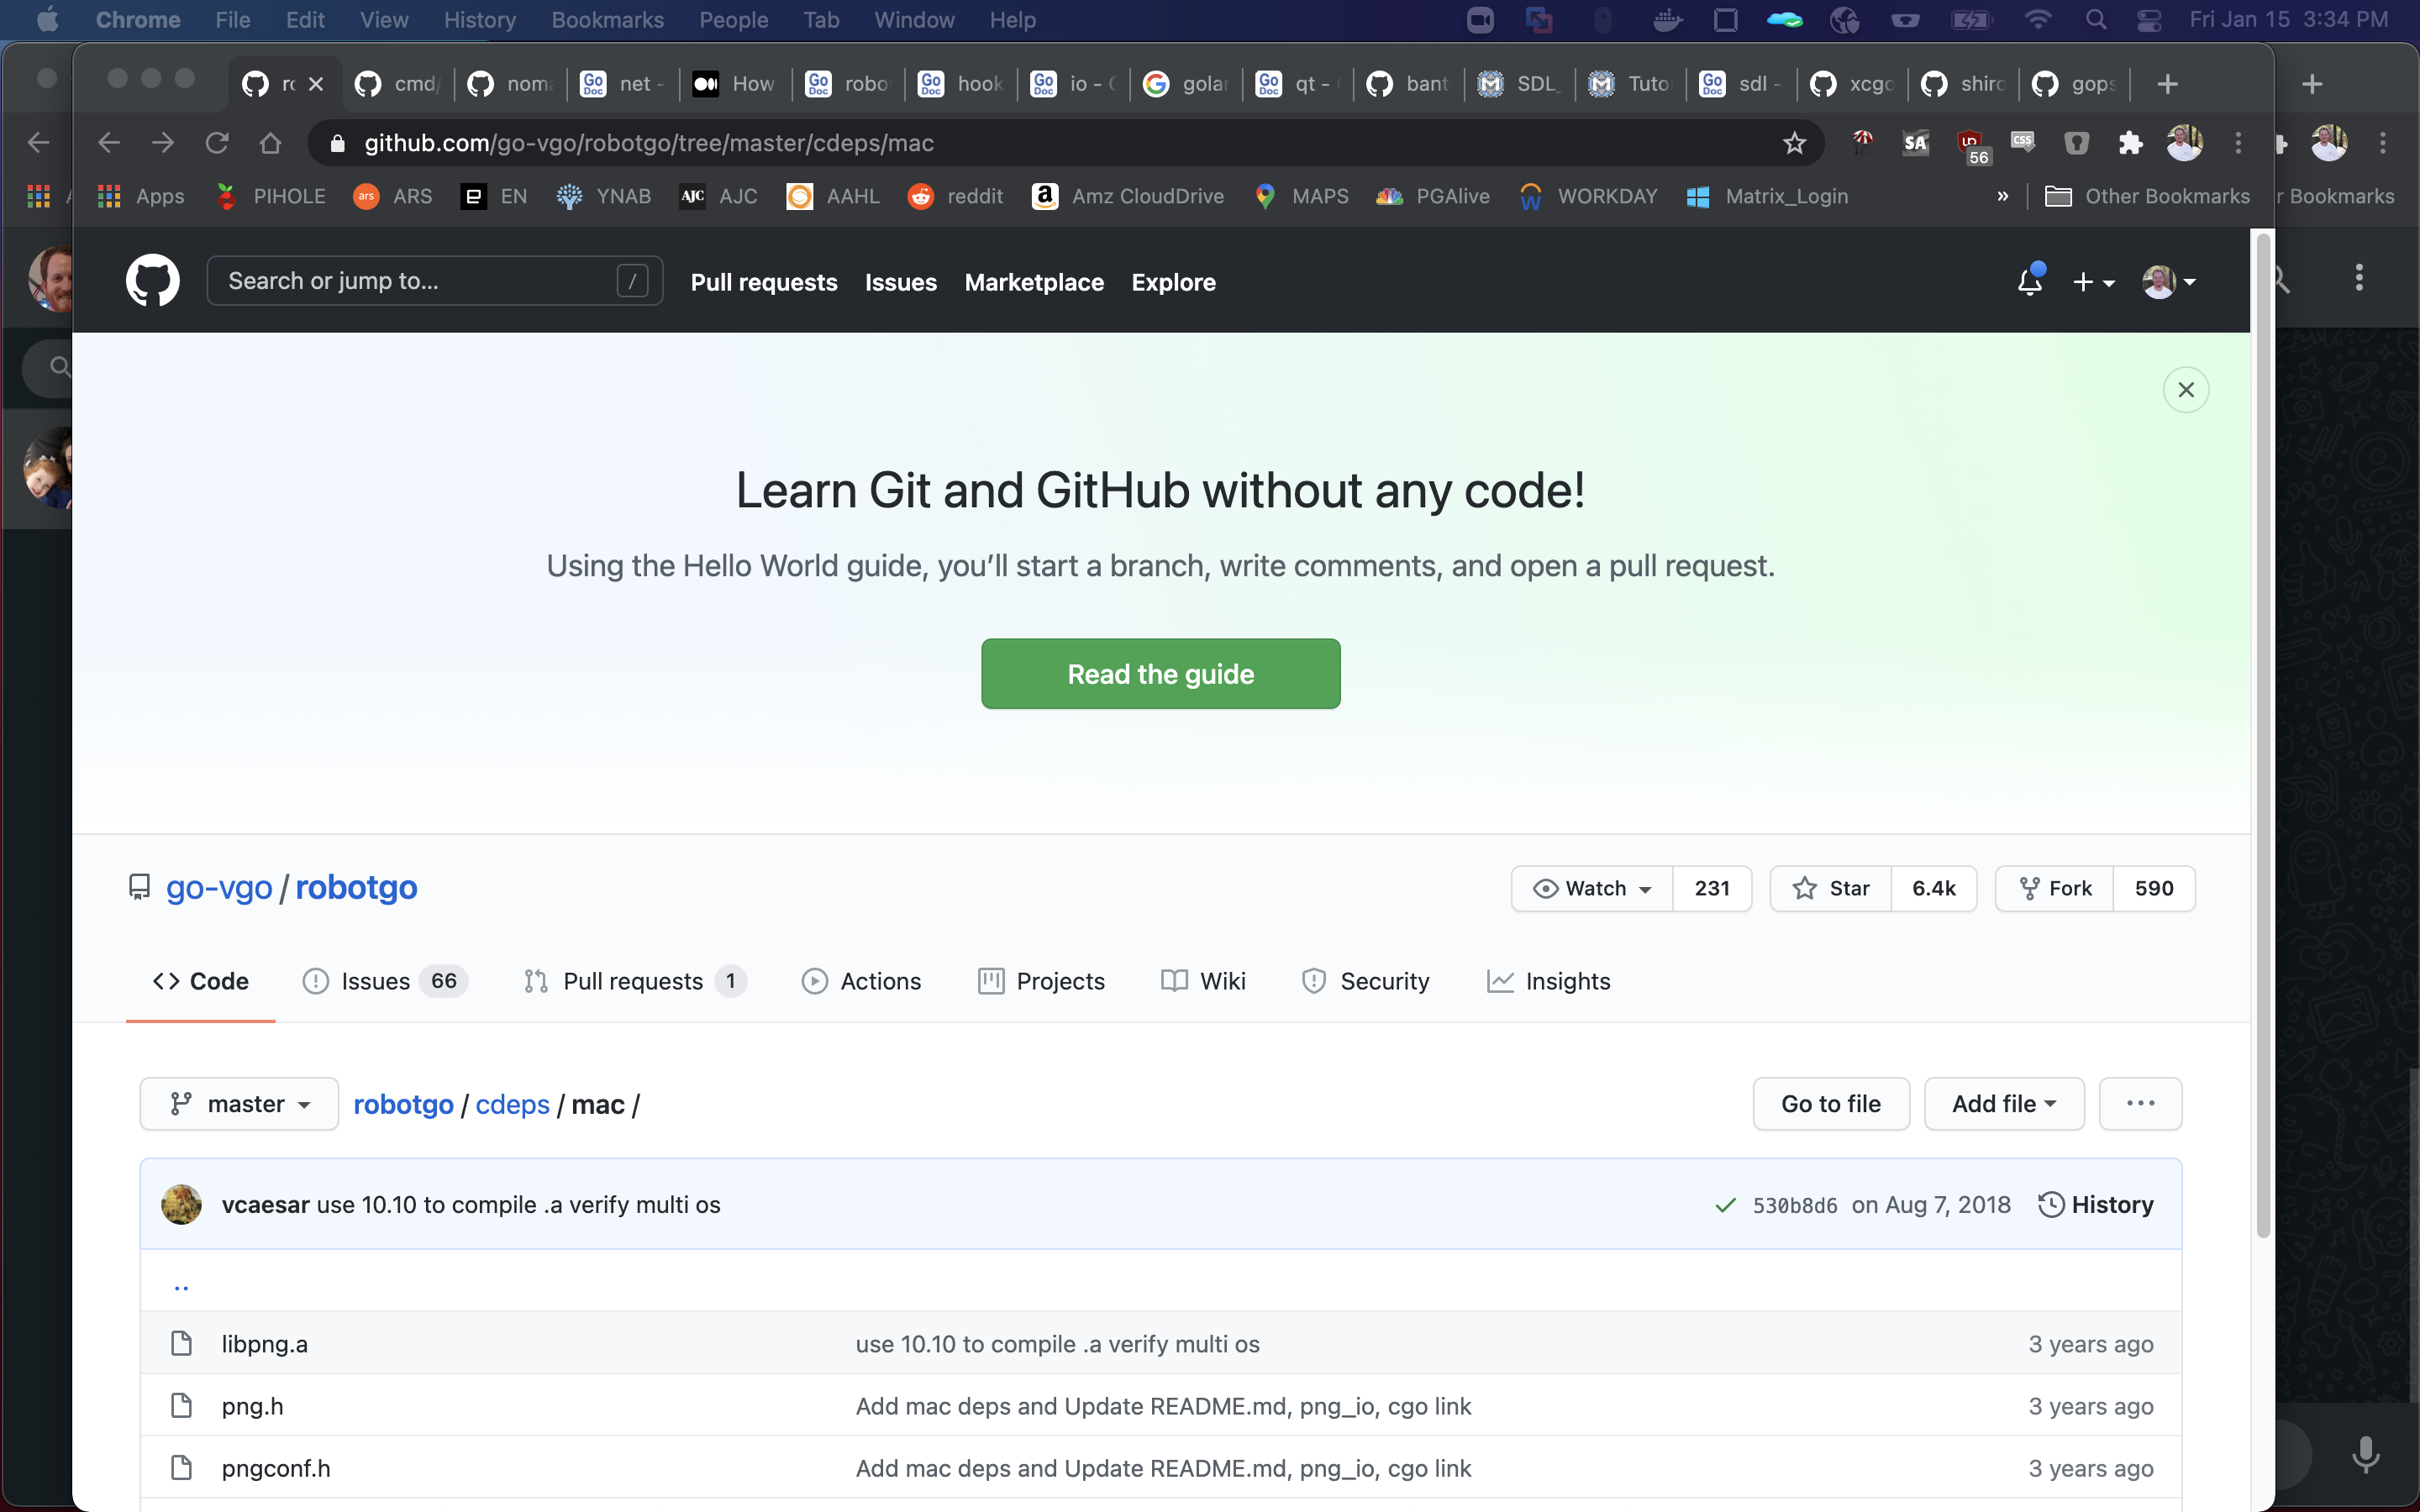 Chrome File Edit View History Bookmarks People Tab Window Help Fri Jan 15 3:34 PM
cmd/ noma net - How robo hook io - golan qt - bant SDL_ Tuto sdl - xcgo shiro gops
github.com/go-vgo/robotgo/tree/master/cdeps/mac SA 56 CSS
Apps PIHOLE ars ARS EN YNAB AJC AJC AAHL reddit Amz CloudDrive MAPS PGAlive WORKDAY Matrix_Login » Other Bookmarks r Bookmarks
Search or jump to... / Pull requests Issues Marketplace Explore
Learn Git and GitHub without any code!
Using the Hello World guide, you’ll start a branch, write comments, and open a pull request.
Read the guide
go-vgo / robotgo Watch 231 Star 6.4k Fork 590
Code Issues 66 Pull requests 1 Actions Projects Wiki Security Insights
master robotgo / cdeps / mac / Go to file Add file ...
vcaesar use 10.10 to compile .a verify multi os 530b8d6 on Aug 7, 2018 History
..
libpng.a use 10.10 to compile .a verify multi os 3 years ago
png.h Add mac deps and Update README.md, png_io, cgo link 3 years ago
pngconf.h Add mac deps and Update README.md, png_io, cgo link 3 years ago